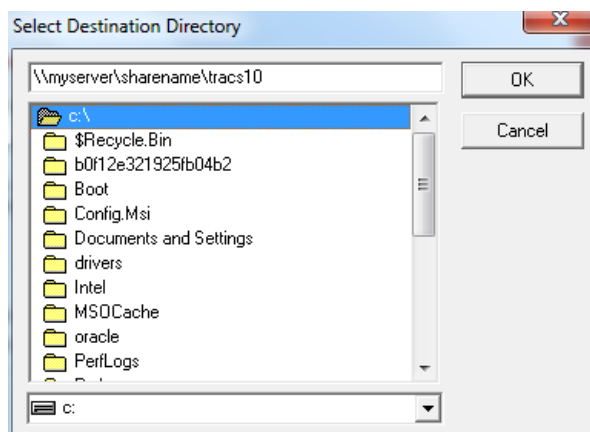 Select Destination Directory
\\myserver\sharename\tracs10
OK
c:\
$Recycle.Bin
Cancel
b0f12e321925fb04b2
Boot
Config.Msi
Documents and Settings
drivers
Intel
MSOCache
oracle
PerfLogs
c: